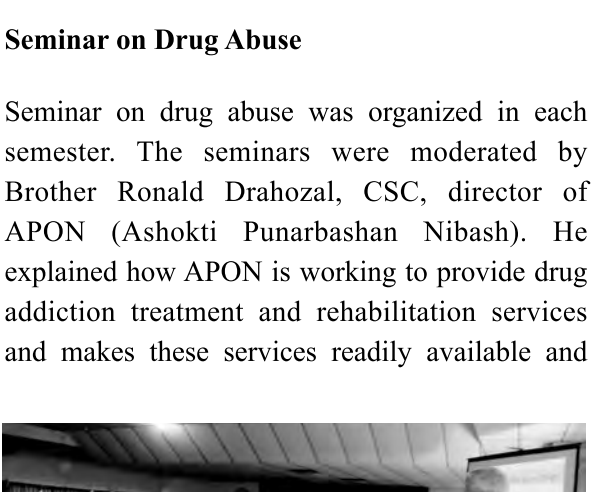 Seminar on Drug Abuse
Seminar on drug abuse was organized in each
semester. The seminars were moderated by
Brother Ronald Drahozal, CSC, director of
APON (Ashokti Punarbashan Nibash). He
explained how APON is working to provide drug
addiction treatment and rehabilitation services
and makes these services readily available and